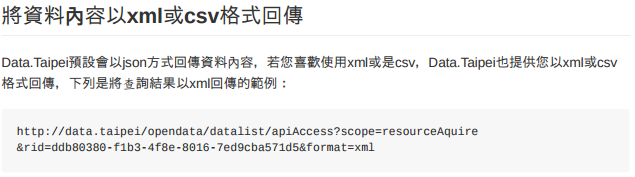 將資料內容以xml或csv格式回傳
Data.Taipei預設會以json方式回傳資料內容，若您喜歡使用xml或是csv，Data.Taipei也提供您以xml或csv
格式回傳，下列是將查詢結果以xml回傳的範例：
http://data.taipei/opendata/datalist/apiAccess?scope=resourceAquire
&rid=ddb80380-f1b3-4f8e-8016-7ed9cba571d5&format=xml